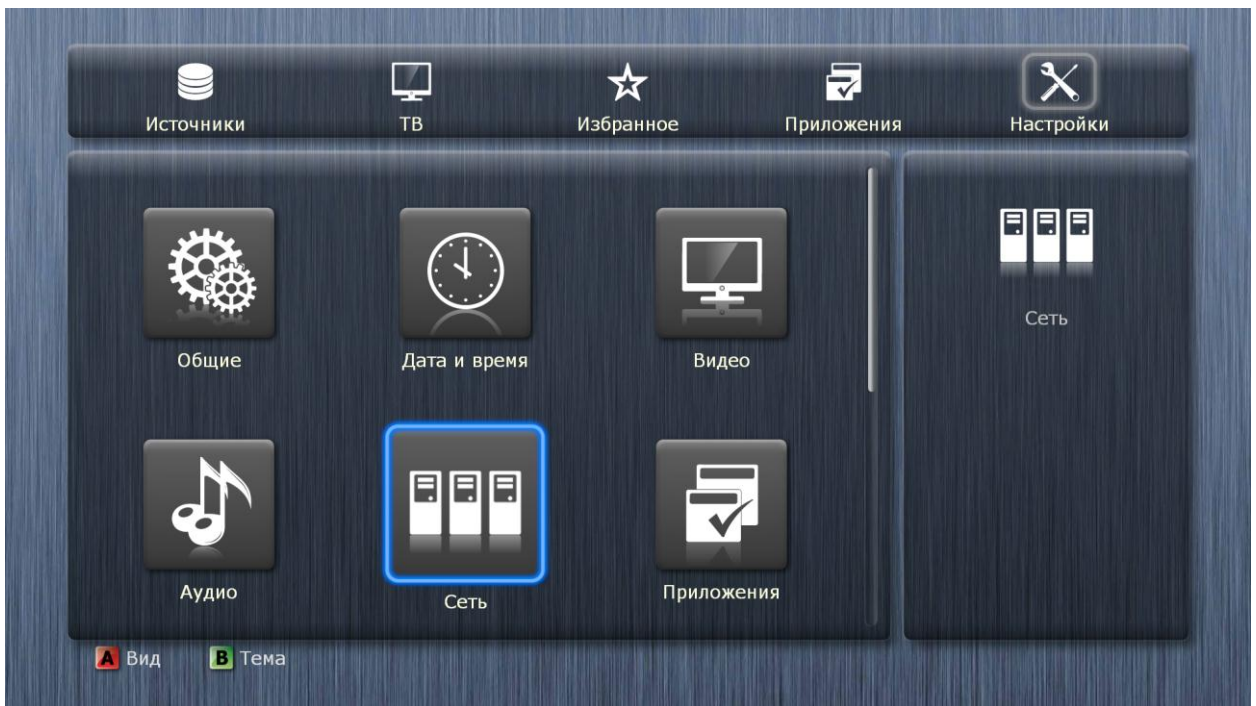 Источники ТВ Избранное Приложения Настройки
Общие Дата и время Видео
Сеть
Аудио Сеть Приложения
A Вид B Тема